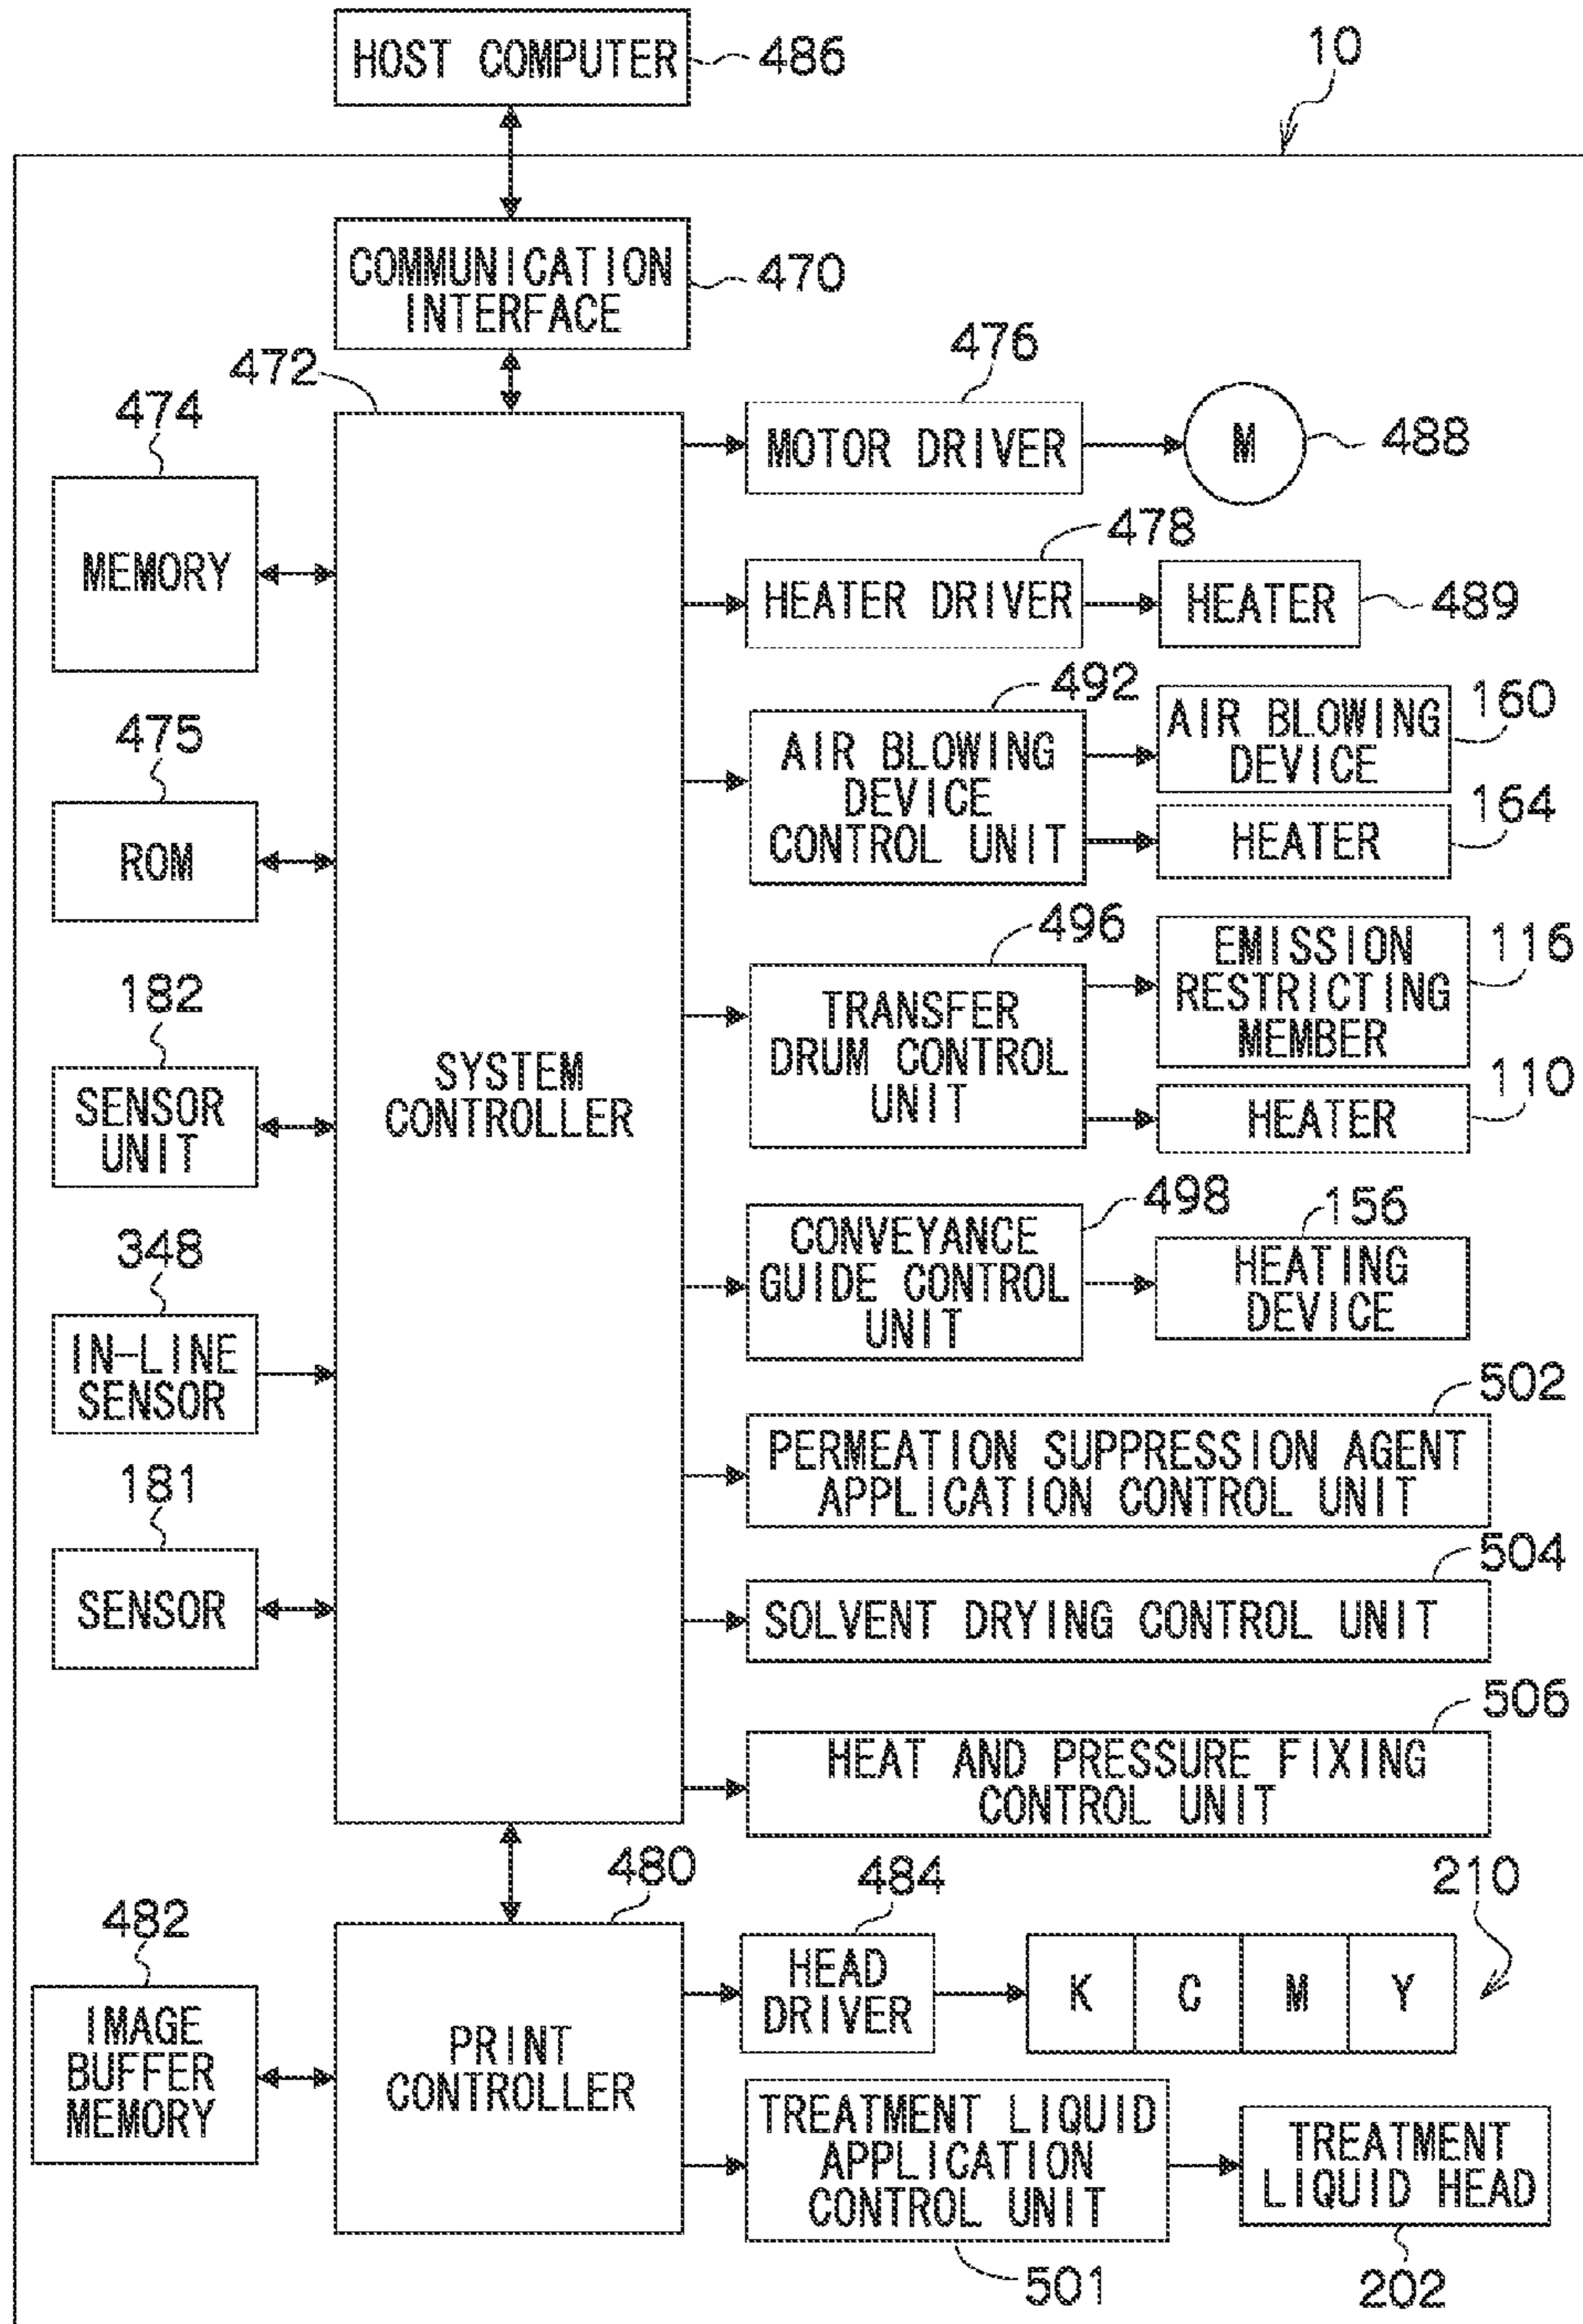 HOST COMPUTER
486
10
COMMUNICATION
INTERFACE
470
472
474
MEMORY
475
ROM
182
SENSOR
UNIT
348
IN-LINE
SENSOR
181
SENSOR
SYSTEM
CONTROLLER
476
MOTOR DRIVER
M
488
478
HEATER DRIVER
HEATER
489
492
AIR BLOWING
DEVICE
CONTROL UNIT
AIR BLOWING
DEVICE
160
HEATER
164
496
TRANSFER
DRUM CONTROL
UNIT
EMISSION
RESTRICTING
MEMBER
116
HEATER
110
498
CONVEYANCE
GUIDE CONTROL
UNIT
156
HEATING
DEVICE
502
PERMEATION SUPPRESSION AGENT
APPLICATION CONTROL UNIT
504
SOLVENT DRYING CONTROL UNIT
506
HEAT AND PRESSURE FIXING
CONTROL UNIT
482
IMAGE
BUFFER
MEMORY
480
PRINT
CONTROLLER
484
HEAD
DRIVER
K C M Y
210
TREATMENT LIQUID
APPLICATION
CONTROL UNIT
501
TREATMENT
LIQUID HEAD
202